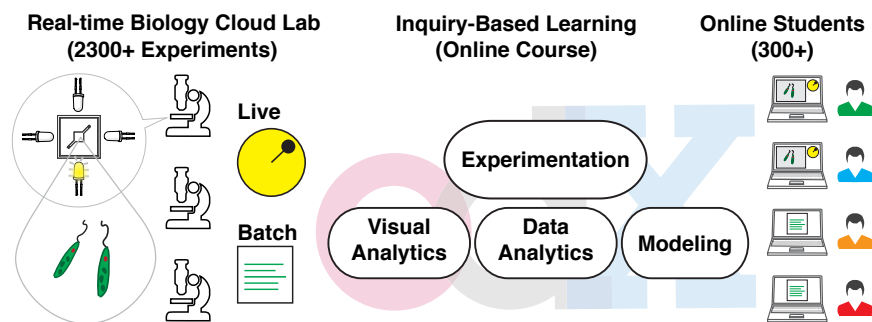 Real-time Biology Cloud Lab
(2300+ Experiments)
Inquiry-Based Learning
(Online Course)
Online Students
(300+)
Live
Batch
Experimentation
Visual
Analytics
Data
Analytics
Modeling